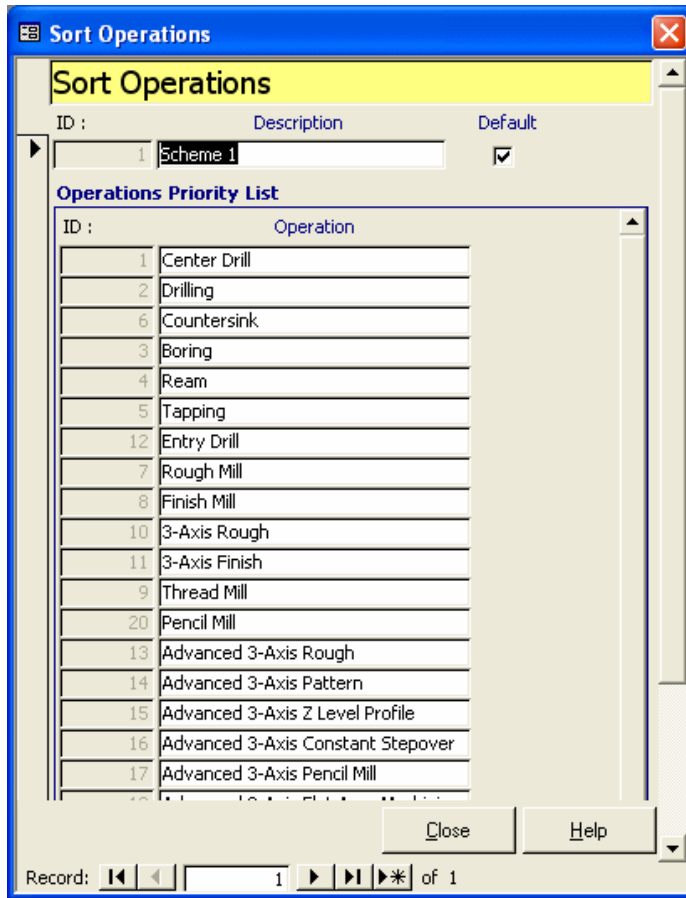 Sort Operations
Sort Operations
ID : Description Default
1 Scheme 1
Operations Priority List
ID : Operation
1 Center Drill
2 Drilling
6 Countersink
3 Boring
4 Ream
5 Tapping
12 Entry Drill
7 Rough Mill
8 Finish Mill
10 3-Axis Rough
11 3-Axis Finish
9 Thread Mill
20 Pencil Mill
13 Advanced 3-Axis Rough
14 Advanced 3-Axis Pattern
15 Advanced 3-Axis Z Level Profile
16 Advanced 3-Axis Constant Stepover
17 Advanced 3-Axis Pencil Mill
Close Help
Record: 1 of 1